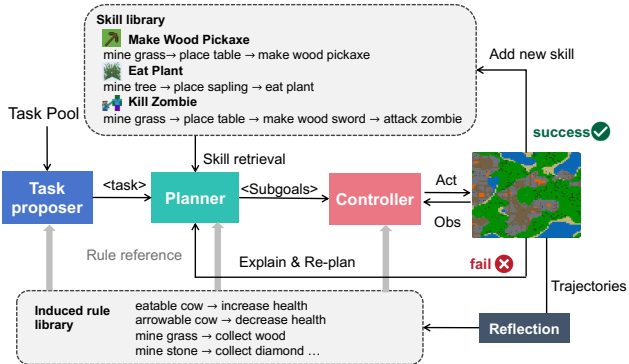 Skill library
Make Wood Pickaxe
mine grass→ place table → make wood pickaxe
Eat Plant
mine tree → place sapling → eat plant
Kill Zombie
mine grass → place table → make wood sword → attack zombie
Add new skill
Task Pool
success
Skill retrieval
Task proposer
<task>
Planner
<Subgoals>
Controller
Act
Obs
Rule reference
Explain & Re-plan
fail
Trajectories
Induced rule library
eatable cow → increase health
arrowable cow → decrease health
mine grass → collect wood
mine stone → collect diamond …
Reflection